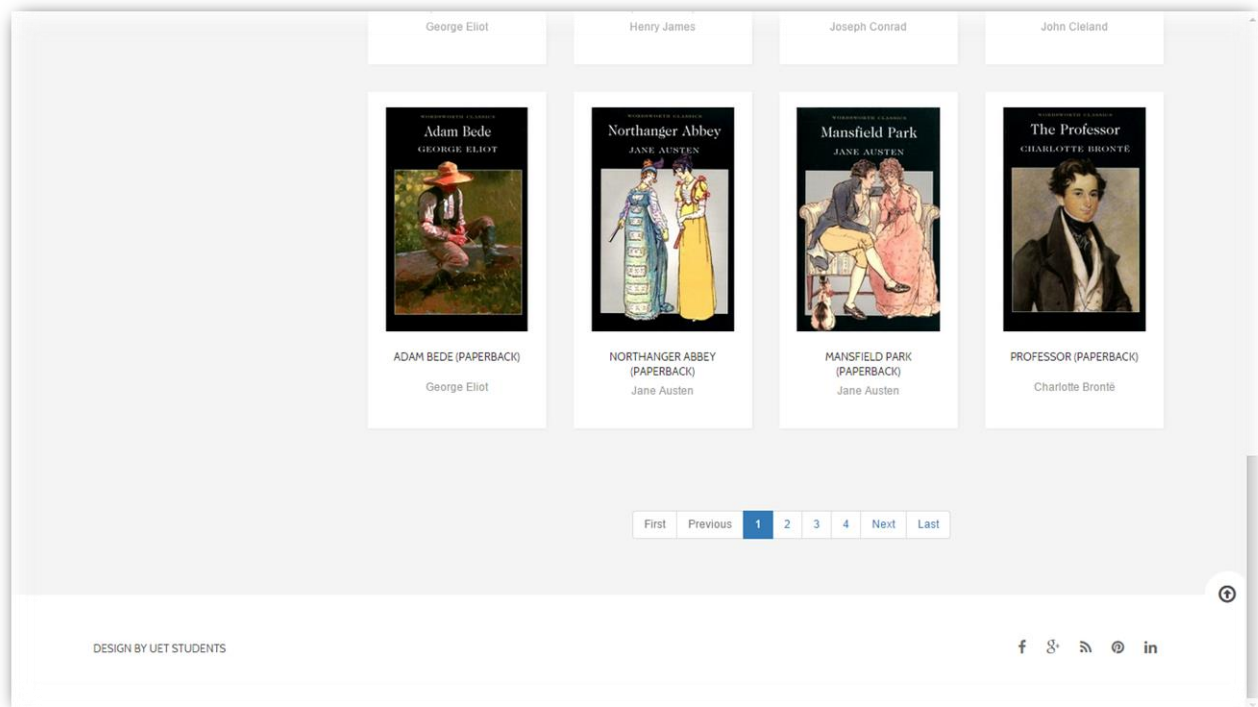 George Eliot
Henry James
Joseph Conrad
John Cleland
WORDSWORTH CLASSICS
Adam Bede
GEORGE ELIOT
WORDSWORTH CLASSICS
Northanger Abbey
JANE AUSTEN
WORDSWORTH CLASSICS
Mansfield Park
JANE AUSTEN
WORDSWORTH CLASSICS
The Professor
CHARLOTTE BRONTË
ADAM BEDE (PAPERBACK)
George Eliot
NORTHANGER ABBEY
(PAPERBACK)
Jane Austen
MANSFIELD PARK
(PAPERBACK)
Jane Austen
PROFESSOR (PAPERBACK)
Charlotte Brontë
First Previous 1 2 3 4 Next Last
DESIGN BY UET STUDENTS